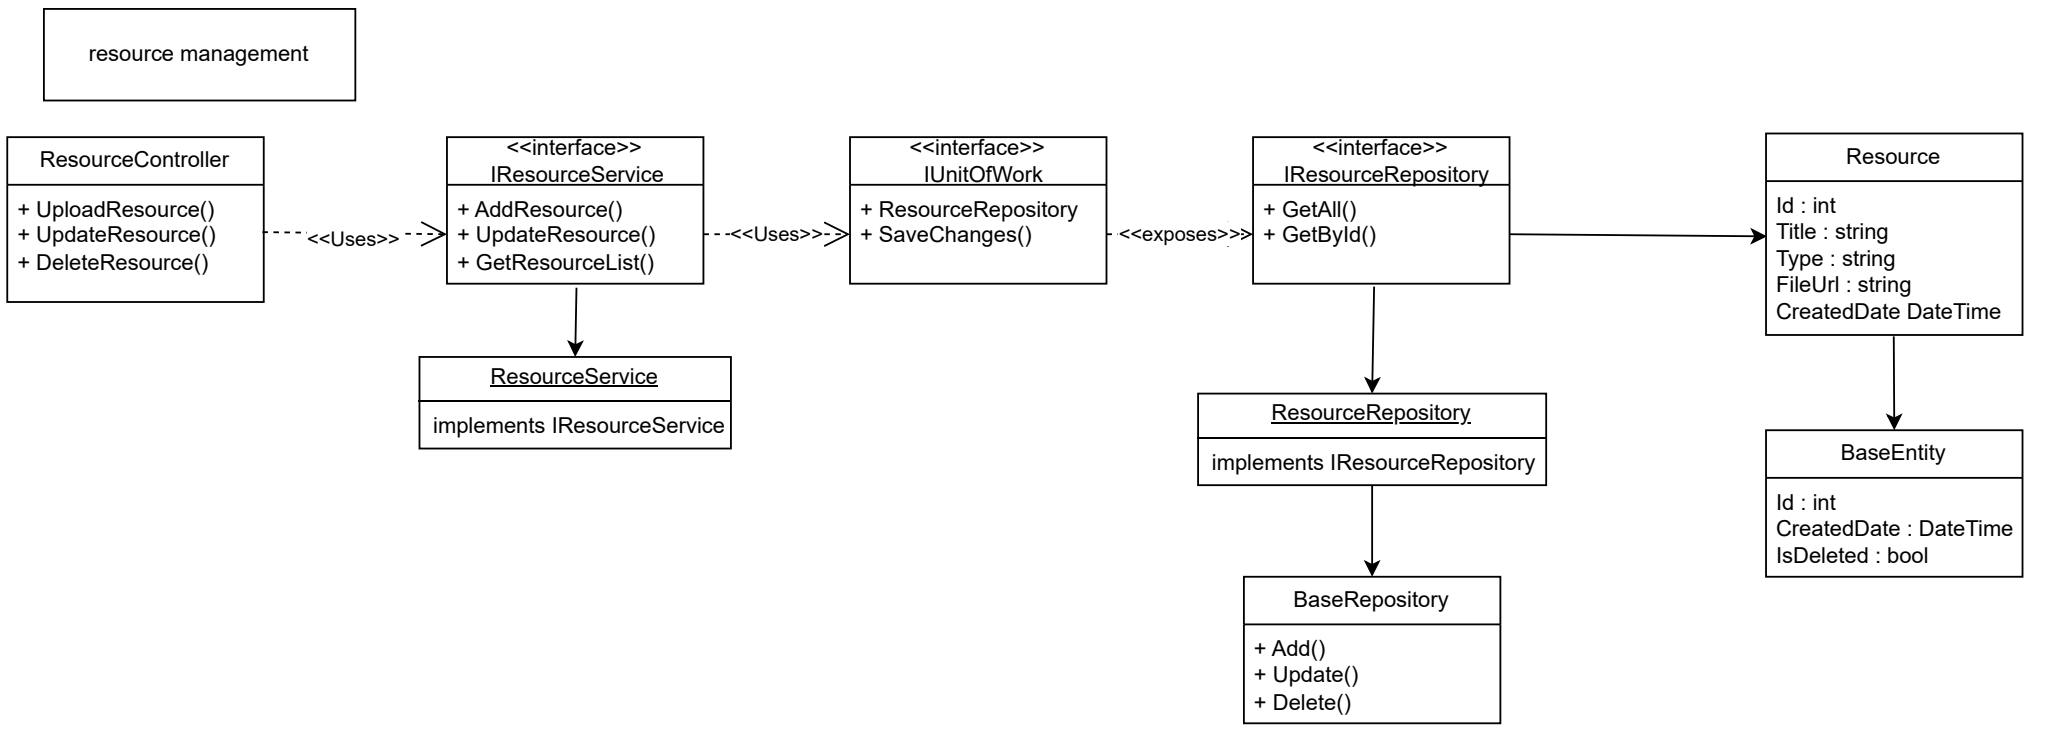 resource management
ResourceController
+ UploadResource()
+ UpdateResource()
+ DeleteResource()
<<Uses>>
<<interface>>
IResourceService
+ AddResource()
+ UpdateResource()
+ GetResourceList()
<<Uses>>
<<interface>>
IUnitOfWork
+ ResourceRepository
+ SaveChanges()
<<exposes>>
<<interface>>
IResourceRepository
+ GetAll()
+ GetById()
Resource
Id : int
Title : string
Type : string
FileUrl : string
CreatedDate DateTime
ResourceService
implements IResourceService
ResourceRepository
implements IResourceRepository
BaseEntity
Id : int
CreatedDate : DateTime
IsDeleted : bool
BaseRepository
+ Add()
+ Update()
+ Delete()